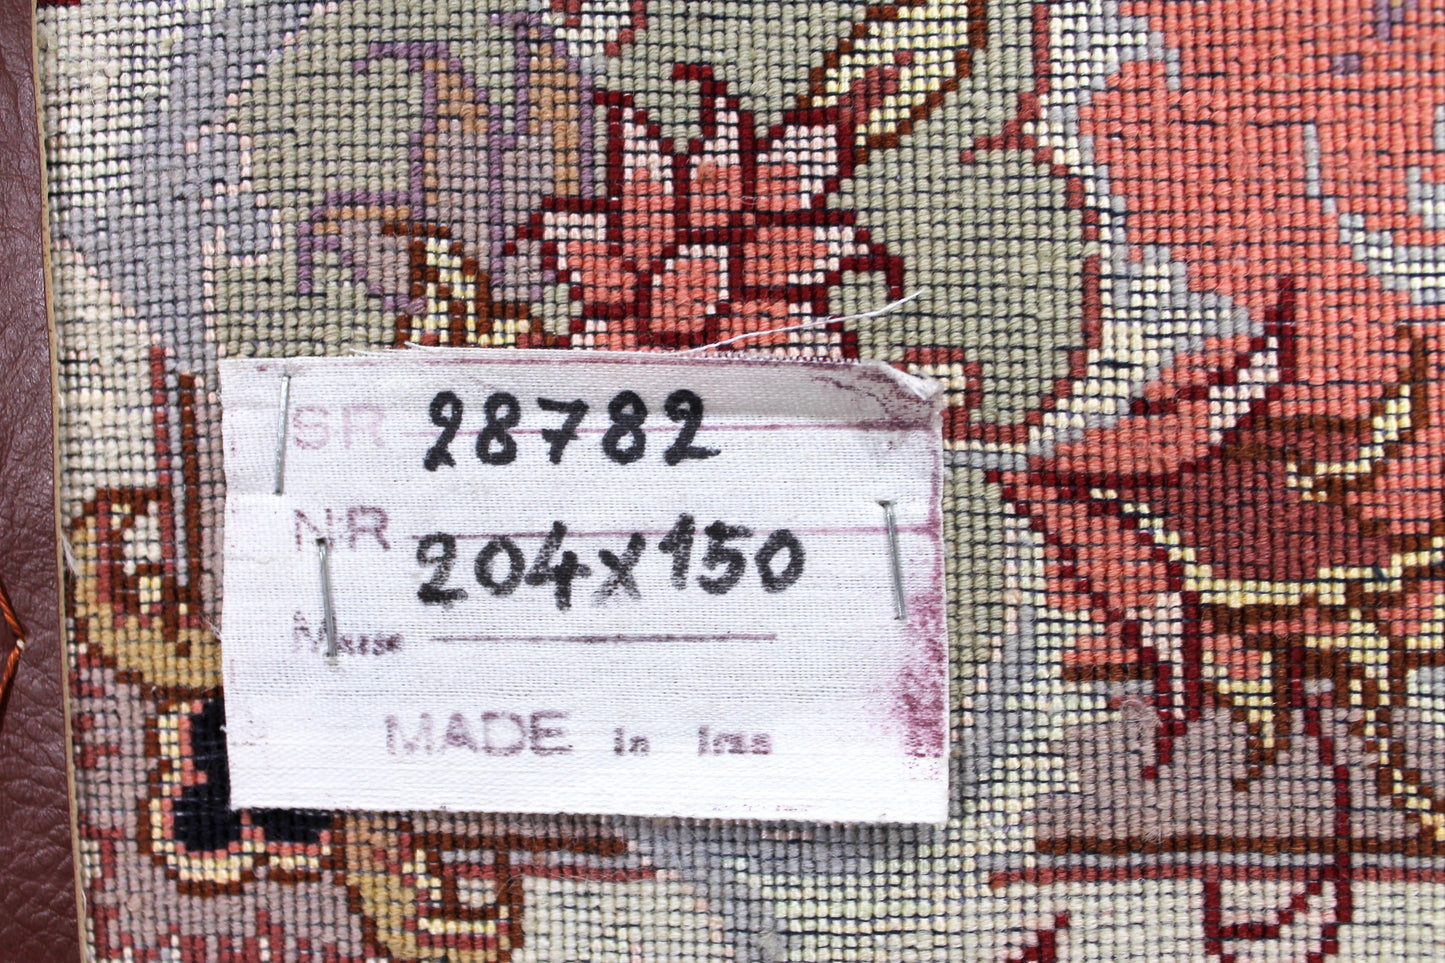 SR 28782
NR 204x150
Masse
MADE in Iran